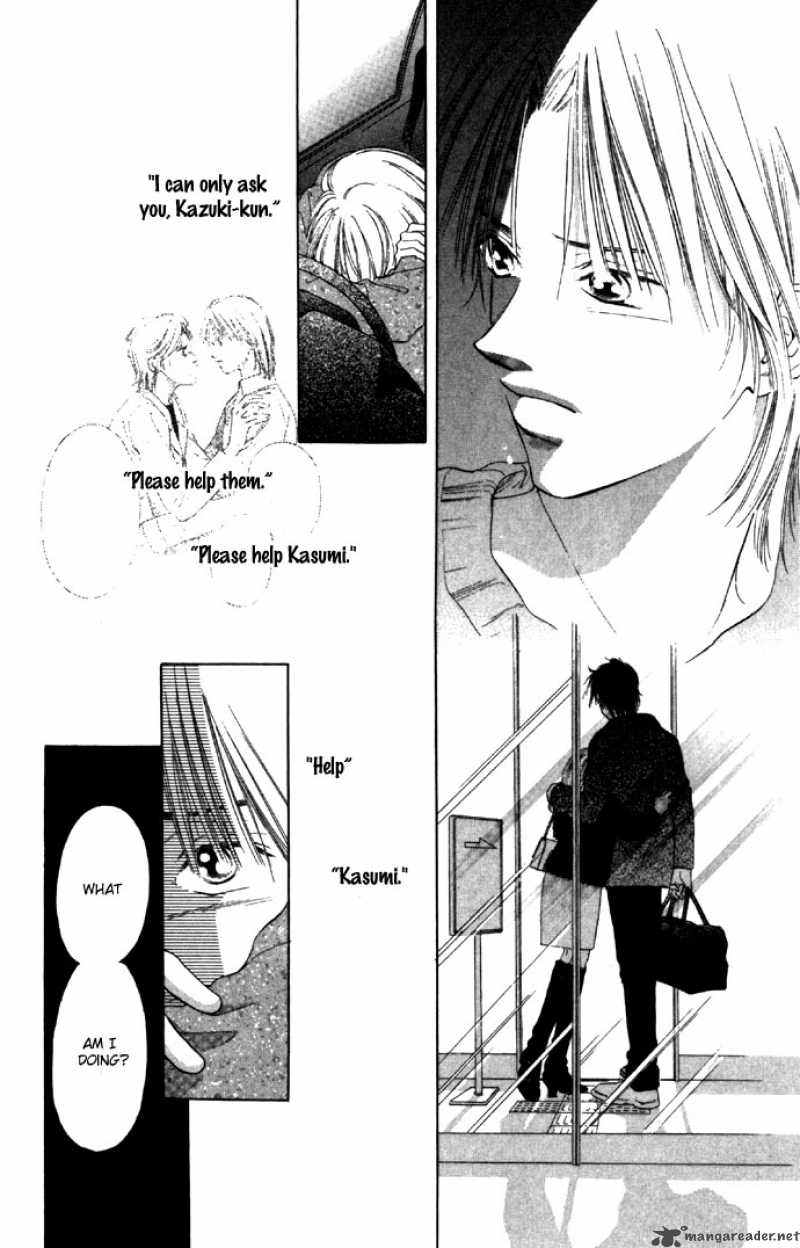 "I can only ask
you, Kazuki-kun."
"Please help them."
"Please help Kasumi."
"Help"
"Kasumi."
WHAT
AM I
DOING?
mangareader.net